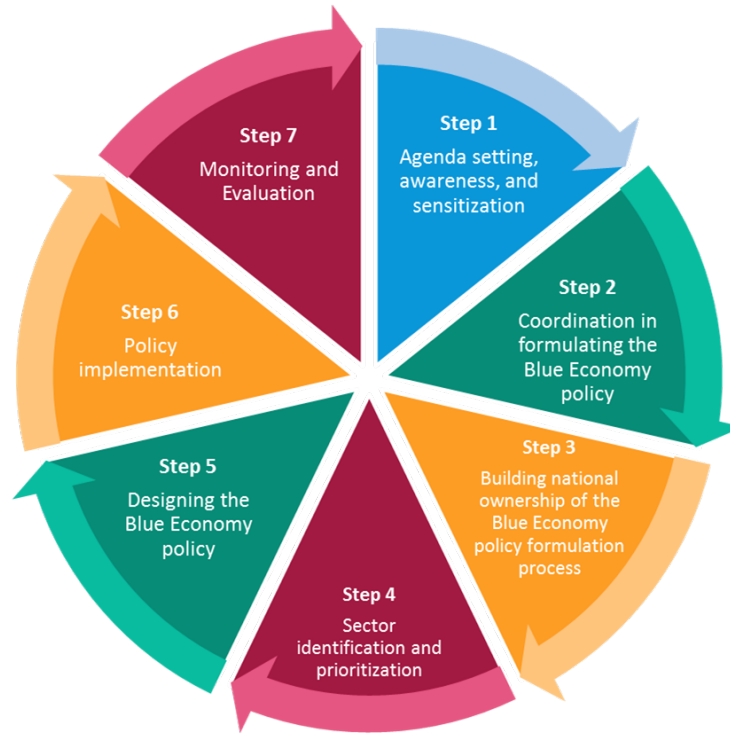 Step 1
Agenda setting,
awareness, and
sensitization
Step 2
Coordination in
formulating the
Blue Economy
policy
Step 3
Building national
ownership of the
Blue Economy
policy formulation
process
Step 4
Sector
identification and
prioritization
Step 5
Designing the
Blue Economy
policy
Step 6
Policy
implementation
Step 7
Monitoring and
Evaluation